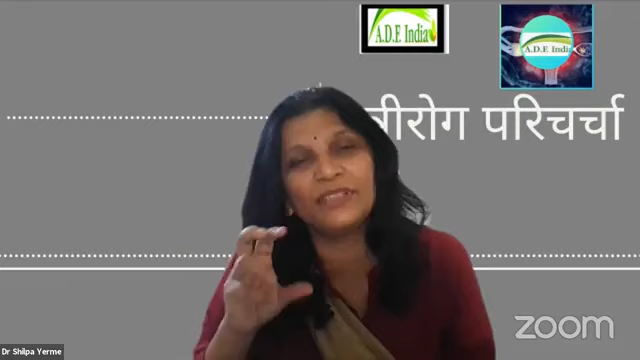 A.D.E India
A.D.E India
परिचर्चा
Dr Shilpa Yerme
zoom